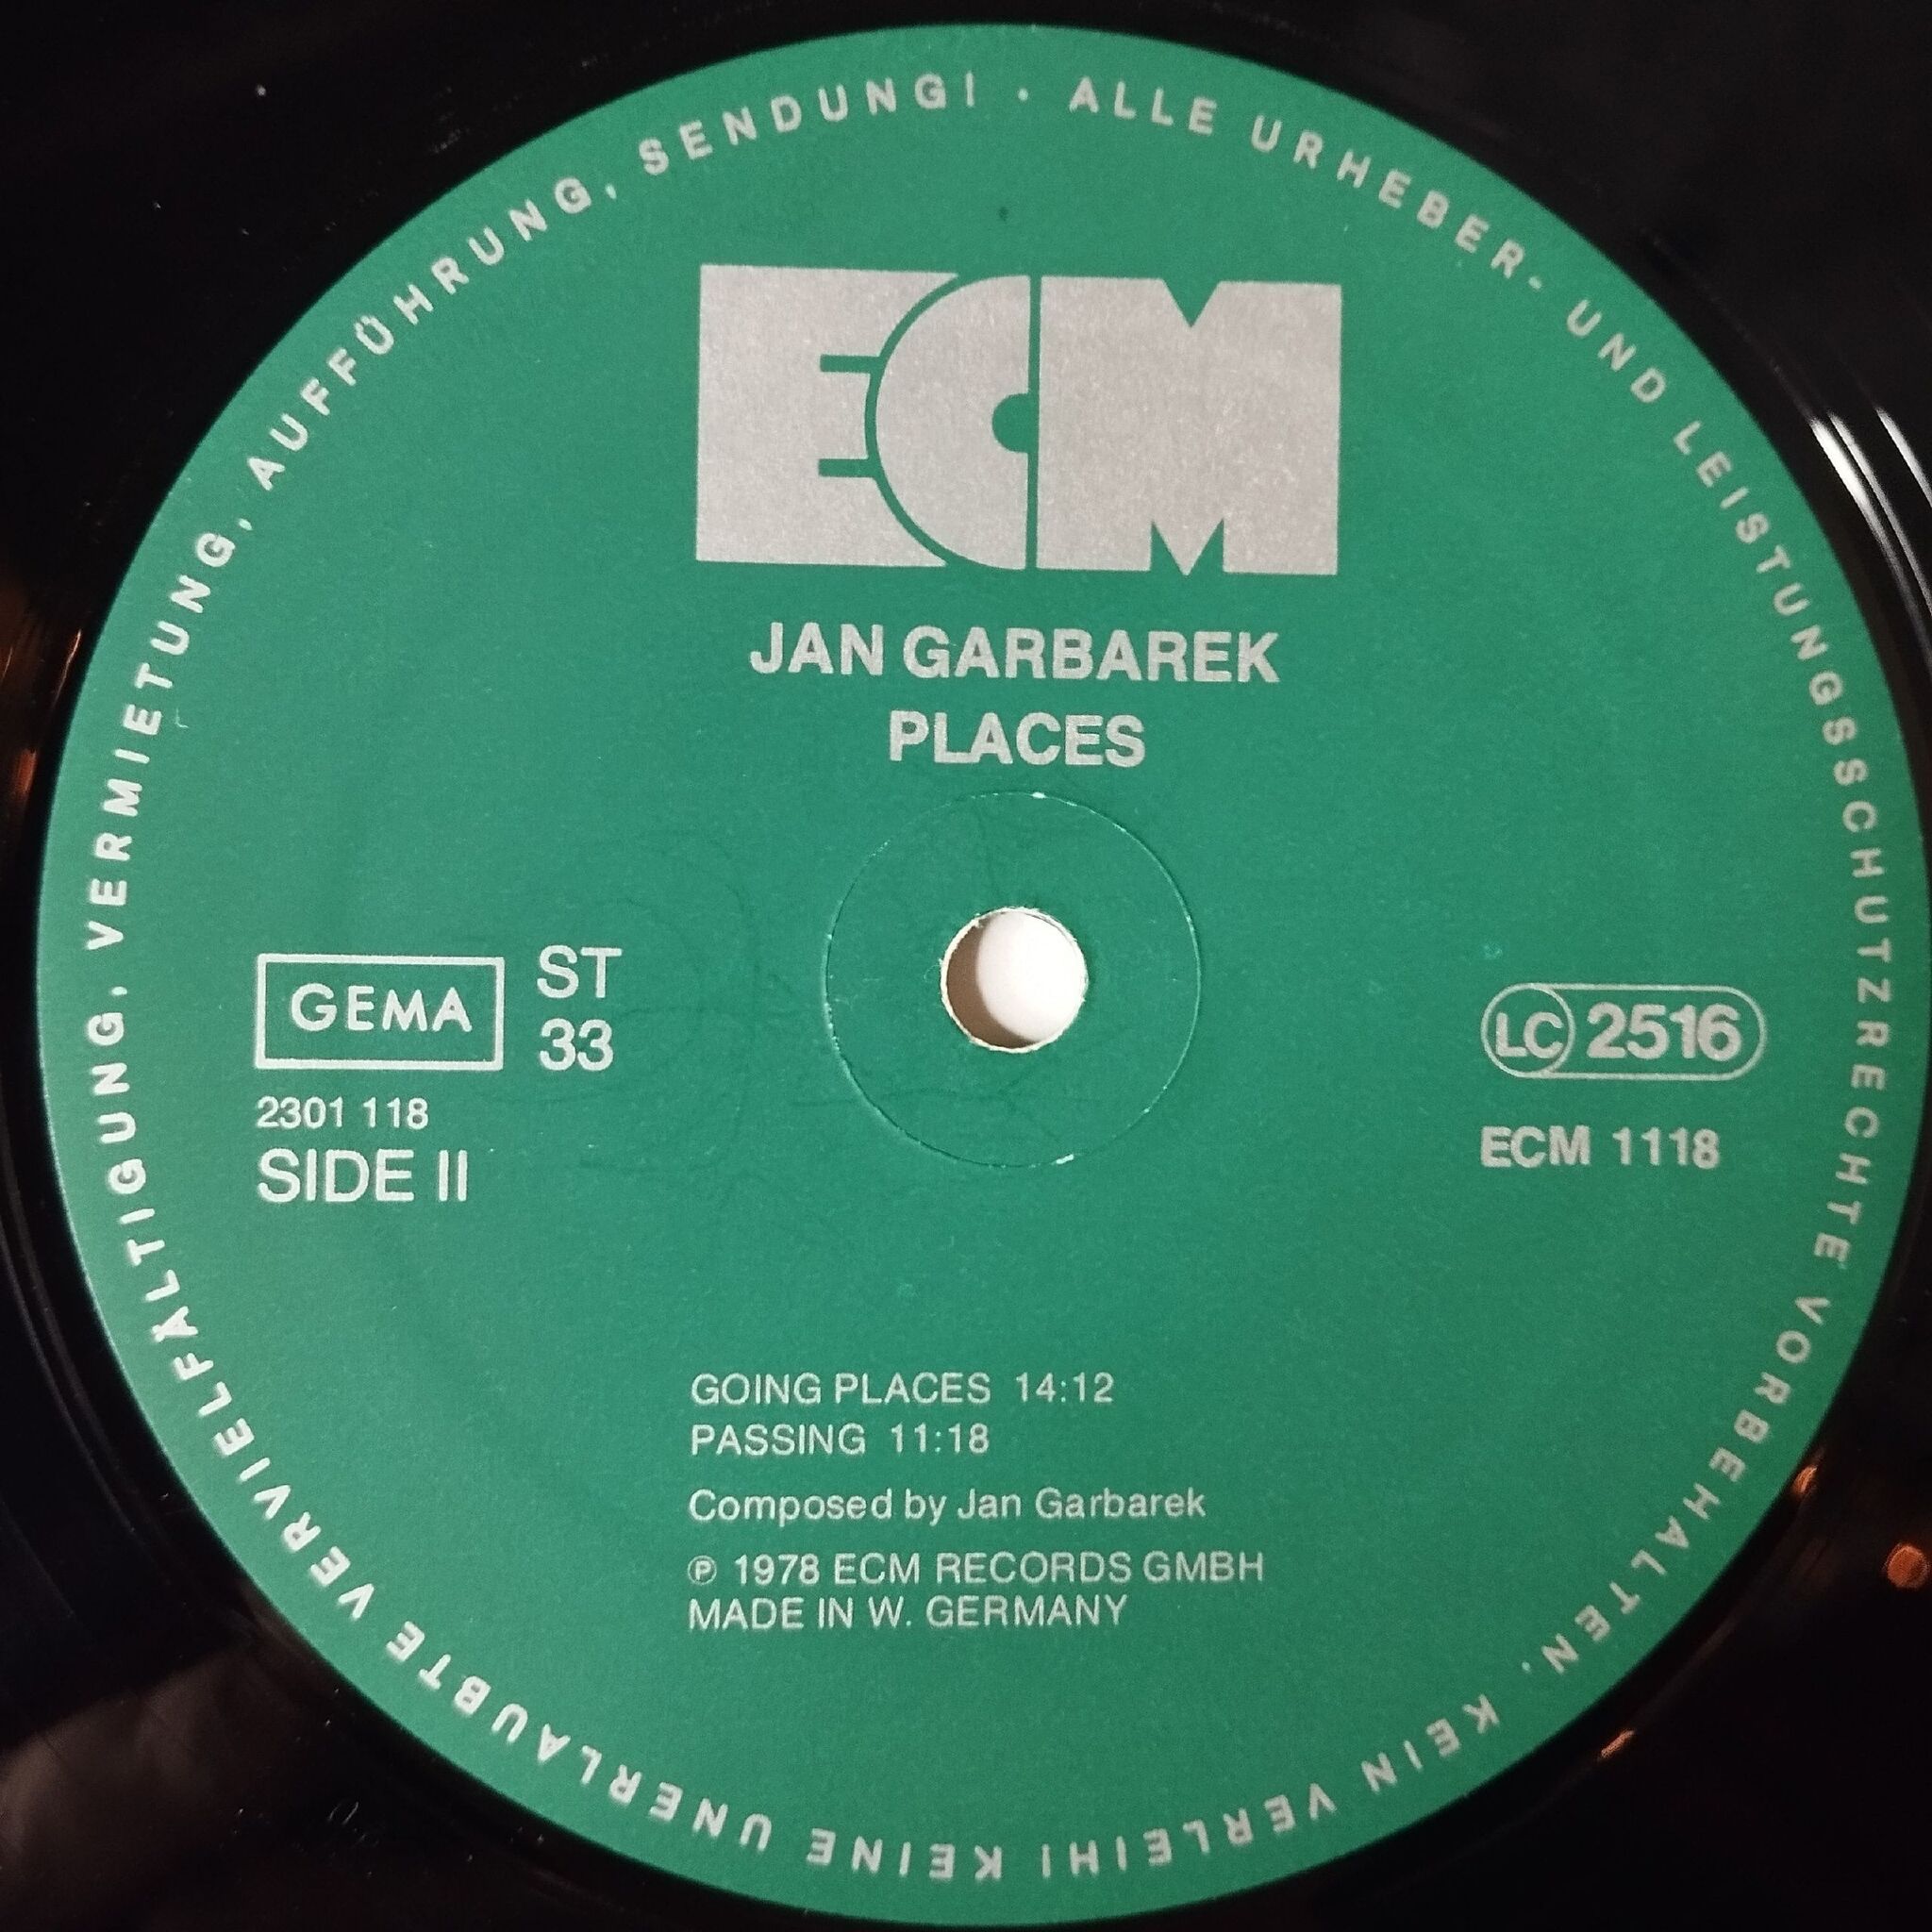 ALLE URHEBER- UND LEISTUNGSSCHUTZRECHTE VORBEHALTEN, KEIN VERLEIH! KEINE UNERLAUBTE VERVIELFÄLTIGUNG, VERMIETUNG, AUFFÜHRUNG, SENDUNG! ·
ECM
JAN GARBAREK
PLACES
GEMA
ST
33
2301 118
SIDE II
LC 2516
ECM 1118
GOING PLACES 14:12
PASSING 11:18
Composed by Jan Garbarek
℗ 1978 ECM RECORDS GMBH
MADE IN W. GERMANY